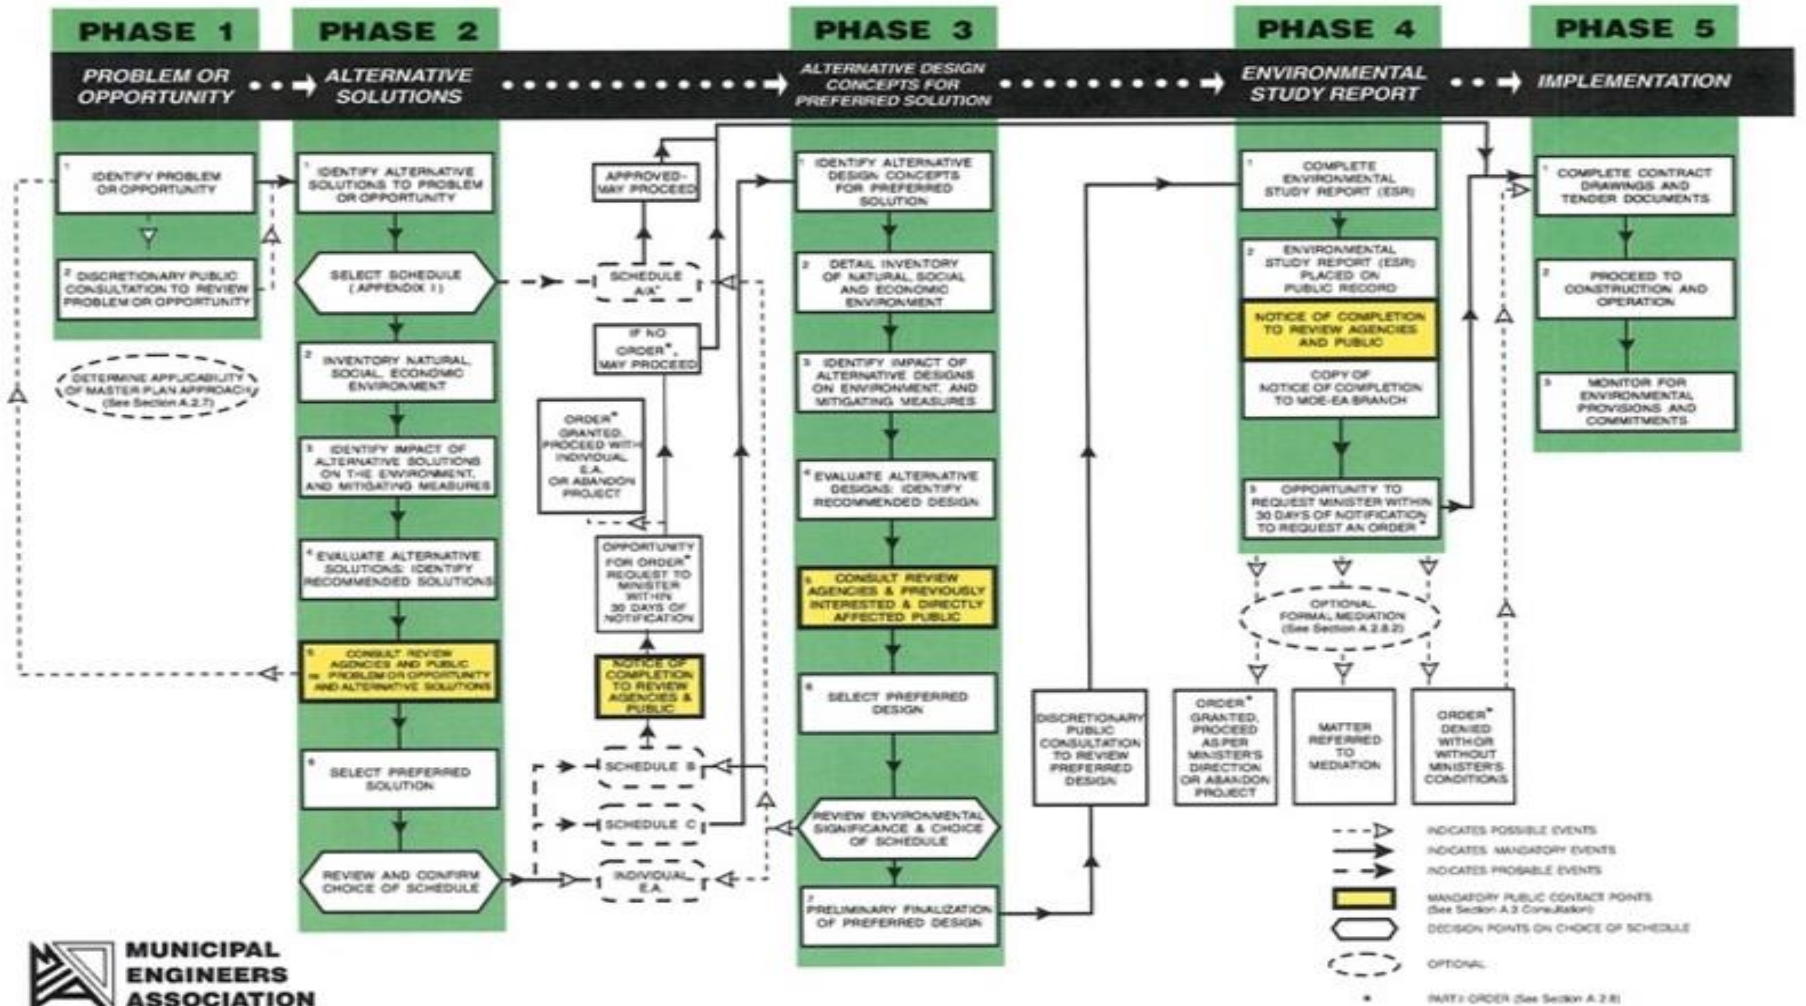 PHASE 1
PHASE 2
PHASE 3
PHASE 4
PHASE 5
PROBLEM OR
OPPORTUNITY
ALTERNATIVE
SOLUTIONS
ALTERNATIVE DESIGN
CONCEPTS FOR
PREFERRED SOLUTION
ENVIRONMENTAL
STUDY REPORT
IMPLEMENTATION
1 IDENTIFY PROBLEM
OR OPPORTUNITY
2 DISCRETIONARY PUBLIC
CONSULTATION TO REVIEW
PROBLEM OR OPPORTUNITY
DETERMINE APPLICABILITY
OF MASTER PLAN APPROACH
(See Section A.2.7)
1 IDENTIFY ALTERNATIVE
SOLUTIONS TO PROBLEM
OR OPPORTUNITY
SELECT SCHEDULE
(APPENDIX I)
2 INVENTORY NATURAL,
SOCIAL, ECONOMIC
ENVIRONMENT
3 IDENTIFY IMPACT OF
ALTERNATIVE SOLUTIONS
ON THE ENVIRONMENT,
AND MITIGATING MEASURES
4 EVALUATE ALTERNATIVE
SOLUTIONS: IDENTIFY
RECOMMENDED SOLUTIONS
5 CONSULT REVIEW
AGENCIES AND PUBLIC
re PROBLEM OR OPPORTUNITY
AND ALTERNATIVE SOLUTIONS
6 SELECT PREFERRED
SOLUTION
REVIEW AND CONFIRM
CHOICE OF SCHEDULE
APPROVED-
MAY PROCEED
SCHEDULE
A/A+
IF NO
ORDER*,
MAY PROCEED
ORDER*
GRANTED,
PROCEED WITH
INDIVIDUAL
E.A.
OR ABANDON
PROJECT
OPPORTUNITY
FOR ORDER*
REQUEST TO
MINISTER
WITHIN
30 DAYS OF
NOTIFICATION
NOTICE OF
COMPLETION
TO REVIEW
AGENCIES &
PUBLIC
SCHEDULE B
SCHEDULE C
INDIVIDUAL
E.A.
1 IDENTIFY ALTERNATIVE
DESIGN CONCEPTS
FOR PREFERRED
SOLUTION
2 DETAIL INVENTORY
OF NATURAL, SOCIAL
AND ECONOMIC
ENVIRONMENT
3 IDENTIFY IMPACT OF
ALTERNATIVE DESIGNS
ON ENVIRONMENT, AND
MITIGATING MEASURES
4 EVALUATE ALTERNATIVE
DESIGNS: IDENTIFY
RECOMMENDED DESIGN
5 CONSULT REVIEW
AGENCIES & PREVIOUSLY
INTERESTED & DIRECTLY
AFFECTED PUBLIC
6 SELECT PREFERRED
DESIGN
REVIEW ENVIRONMENTAL
SIGNIFICANCE & CHOICE
OF SCHEDULE
7 PRELIMINARY FINALIZATION
OF PREFERRED DESIGN
DISCRETIONARY
PUBLIC
CONSULTATION
TO REVIEW
PREFERRED
DESIGN
1 COMPLETE
ENVIRONMENTAL
STUDY REPORT (ESR)
2 ENVIRONMENTAL
STUDY REPORT (ESR)
PLACED ON
PUBLIC RECORD
NOTICE OF COMPLETION
TO REVIEW AGENCIES
AND PUBLIC
COPY OF
NOTICE OF COMPLETION
TO MOE-EA BRANCH
3 OPPORTUNITY TO
REQUEST MINISTER WITHIN
30 DAYS OF NOTIFICATION
TO REQUEST AN ORDER*
OPTIONAL
FORMAL MEDIATION
(See Section A.2.8.2)
ORDER*
GRANTED,
PROCEED
AS PER
MINISTER'S
DIRECTION
OR ABANDON
PROJECT
MATTER
REFERRED
TO
MEDIATION
ORDER*
DENIED
WITH OR
WITHOUT
MINISTER'S
CONDITIONS
1 COMPLETE CONTRACT
DRAWINGS AND
TENDER DOCUMENTS
2 PROCEED TO
CONSTRUCTION AND
OPERATION
3 MONITOR FOR
ENVIRONMENTAL
PROVISIONS AND
COMMITMENTS
INDICATES POSSIBLE EVENTS
INDICATES MANDATORY EVENTS
INDICATES PROBABLE EVENTS
MANDATORY PUBLIC CONTACT POINTS
(See Section A.3 Consultation)
DECISION POINTS ON CHOICE OF SCHEDULE
OPTIONAL
* PART II ORDER (See Section A.2.8)
MUNICIPAL
ENGINEERS
ASSOCIATION